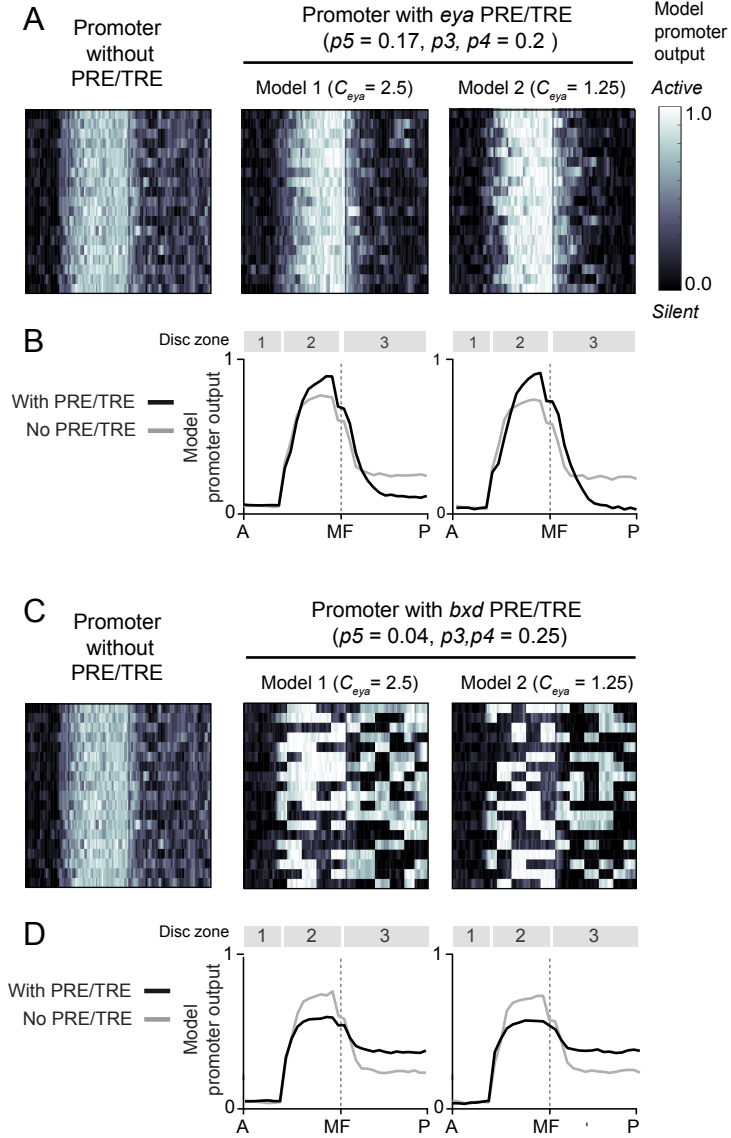 A
Promoter
without
PRE/TRE
Promoter with eya PRE/TRE
(p5 = 0.17, p3, p4 = 0.2 )
Model 1 (Ceya= 2.5)
Model 2 (Ceya = 1.25)
Model
promoter
output
Active
1.0
0.0
Silent
B
Disc zone
1
2
3
1
2
3
With PRE/TRE
No PRE/TRE
Model
promoter output
1
0
A
MF
P
1
0
A
MF
P
C
Promoter
without
PRE/TRE
Promoter with bxd PRE/TRE
(p5 = 0.04, p3,p4 = 0.25)
Model 1 (Ceya= 2.5)
Model 2 (Ceya = 1.25)
D
Disc zone
1
2
3
1
2
3
With PRE/TRE
No PRE/TRE
Model
promoter output
1
0
A
MF
P
1
0
A
MF
P